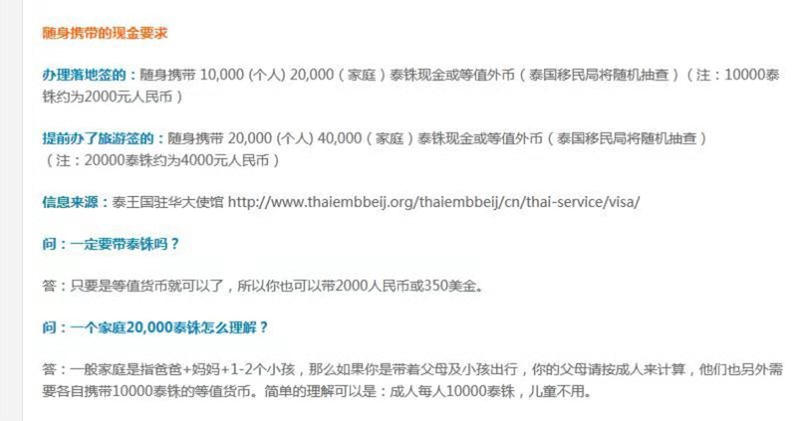 随身携带的现金要求
办理落地签的：随身携带 10,000 (个人) 20,000（家庭）泰铢现金或等值外币（泰国移民局将随机抽查）（注：10000泰
铢约为2000元人民币）
提前办了旅游签的：随身携带 20,000 (个人) 40,000（家庭）泰铢现金或等值外币（泰国移民局将随机抽查）
（注：20000泰铢约为4000元人民币）
信息来源：泰王国驻华大使馆 http://www.thaiembbeij.org/thaiembbeij/cn/thai-service/visa/
问：一定要带泰铢吗？
答：只要是等值货币就可以了，所以你也可以带2000人民币或350美金。
问：一个家庭20,000泰铢怎么理解？
答：一般家庭是指爸爸+妈妈+1-2个小孩，那么如果你是带着父母及小孩出行，你的父母请按成人来计算，他们也另外需
要各自携带10000泰铢的等值货币。简单的理解可以是：成人每人10000泰铢，儿童不用。